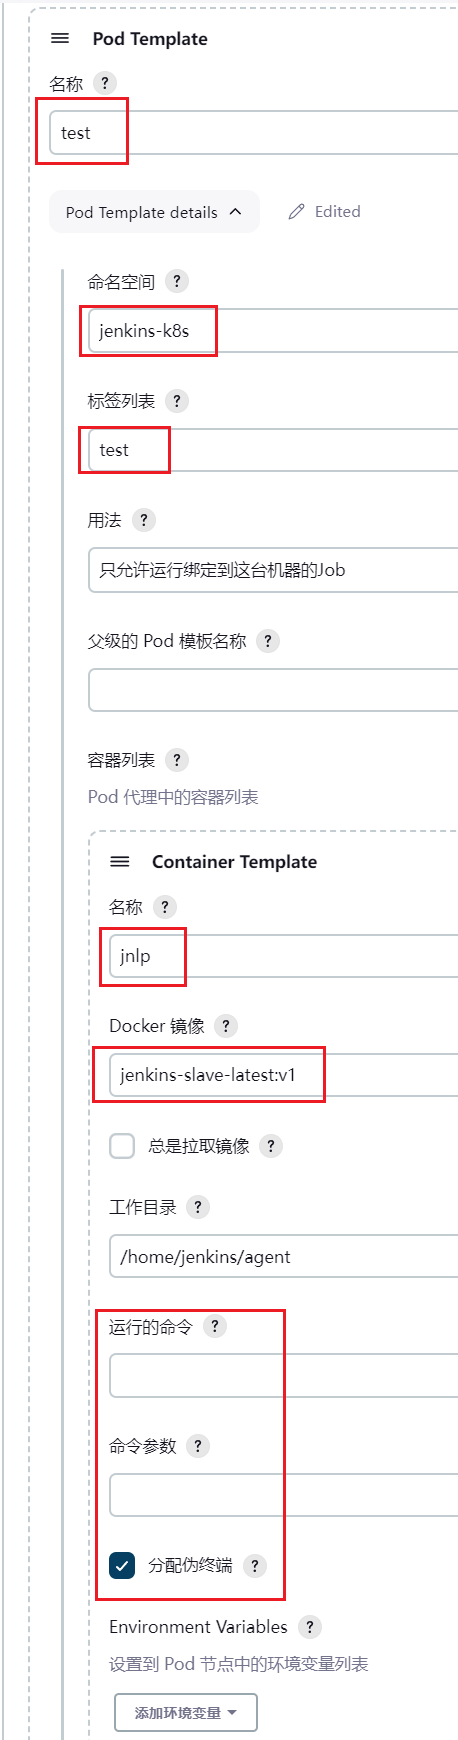 Pod Template
名称 ?
test
Pod Template details
Edited
命名空间 ?
jenkins-k8s
标签列表 ?
test
用法 ?
只允许运行绑定到这台机器的Job
父级的 Pod 模板名称 ?
容器列表 ?
Pod 代理中的容器列表
Container Template
名称 ?
jnlp
Docker 镜像 ?
jenkins-slave-latest:v1
总是拉取镜像 ?
工作目录 ?
/home/jenkins/agent
运行的命令 ?
命令参数 ?
分配伪终端 ?
Environment Variables ?
设置到 Pod 节点中的环境变量列表
添加环境变量